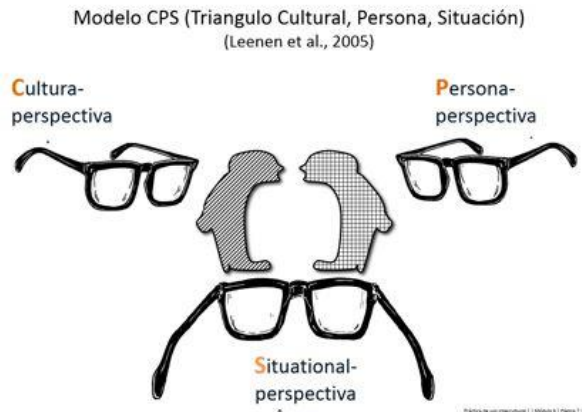 Modelo CPS (Triangulo Cultural, Persona, Situación)
(Leenen et al., 2005)
Cultura-
perspectiva
Persona-
perspectiva
Situational-
perspectiva